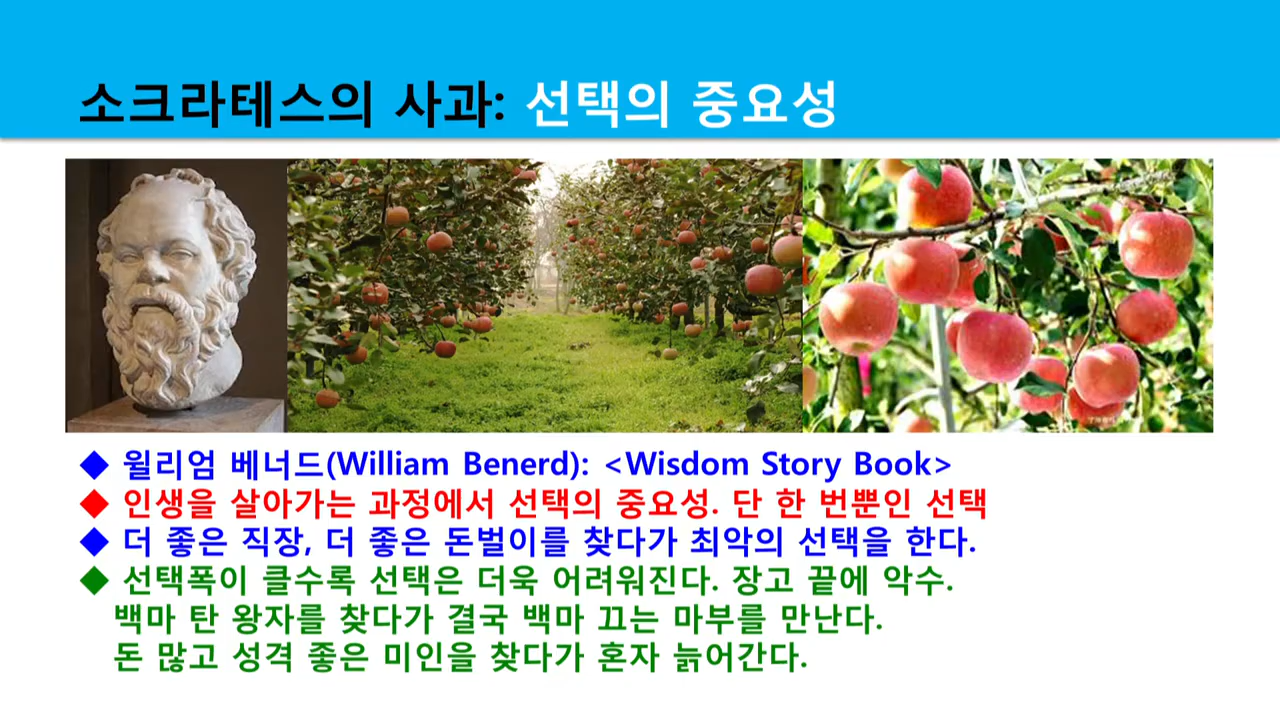 소크라테스의 사과: 선택의 중요성
◆ 윌리엄 베너드(William Benerd): <Wisdom Story Book>
◆ 인생을 살아가는 과정에서 선택의 중요성. 단 한 번뿐인 선택
◆ 더 좋은 직장, 더 좋은 돈벌이를 찾다가 최악의 선택을 한다.
◆ 선택폭이 클수록 선택은 더욱 어려워진다. 장고 끝에 악수.
백마 탄 왕자를 찾다가 결국 백마 끄는 마부를 만난다.
돈 많고 성격 좋은 미인을 찾다가 혼자 늙어간다.